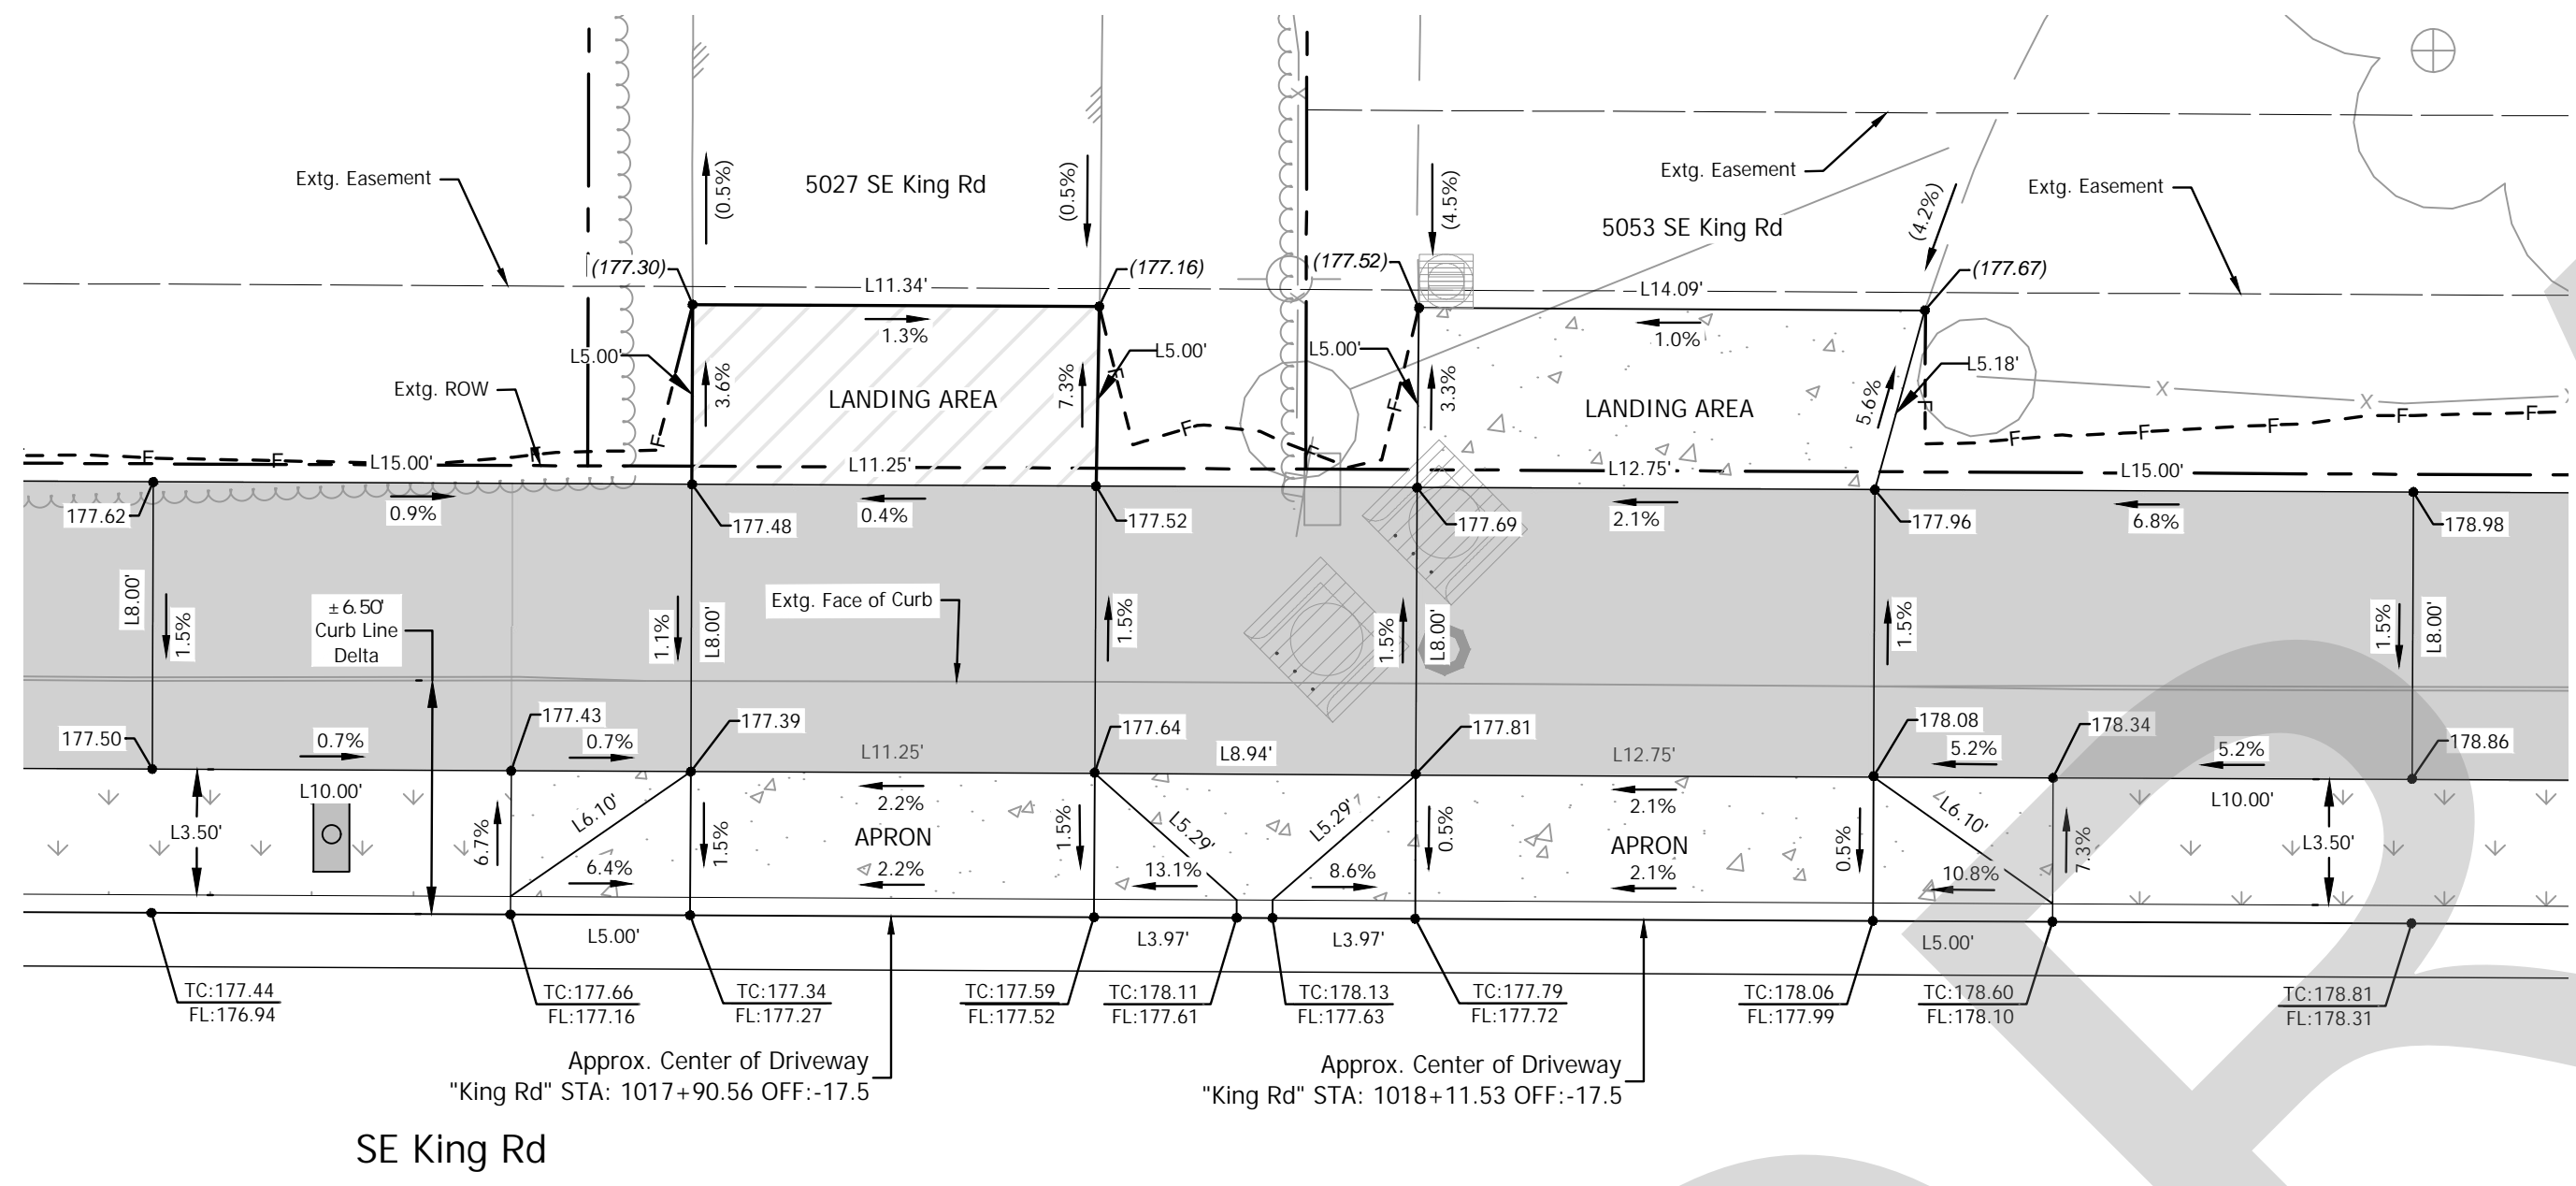 Extg. Easement
5027 SE King Rd
(0.5%)
(0.5%)
(4.5%)
Extg. Easement
5053 SE King Rd
(4.2%)
Extg. Easement
(177.30)
L11.34'
(177.16)
(177.52)
L14.09'
(177.67)
1.3%
1.0%
L5.00'
3.6%
LANDING AREA
7.3%
L5.00'
L5.00'
3.3%
LANDING AREA
5.6%
L5.18'
X
X
Extg. ROW
F
F
F
F
F
F
F
F
F
F
F
F
L15.00'
L11.25'
L12.75'
L15.00'
177.62
0.9%
177.48
0.4%
177.52
177.69
2.1%
177.96
6.8%
178.98
L8.00'
1.5%
±6.50'
Curb Line
Delta
1.1%
L8.00'
Extg. Face of Curb
1.5%
1.5%
L8.00'
1.5%
1.5%
L8.00'
177.50
0.7%
177.43
0.7%
177.39
L11.25'
177.64
L8.94'
177.81
L12.75'
178.08
5.2%
178.34
5.2%
178.86
L10.00'
L3.50'
6.7%
L6.10'
6.4%
1.5%
2.2%
APRON
2.2%
1.5%
L5.29'
13.1%
L5.29'
8.6%
0.5%
2.1%
APRON
2.1%
0.5%
L6.10'
10.8%
7.3%
L10.00'
L3.50'
L5.00'
L3.97'
L3.97'
L5.00'
TC:177.44
FL:176.94
TC:177.66
FL:177.16
TC:177.34
FL:177.27
TC:177.59
FL:177.52
TC:178.11
FL:177.61
TC:178.13
FL:177.63
TC:177.79
FL:177.72
TC:178.06
FL:177.99
TC:178.60
FL:178.10
TC:178.81
FL:178.31
Approx. Center of Driveway
"King Rd" STA: 1017+90.56 OFF:-17.5
Approx. Center of Driveway
"King Rd" STA: 1018+11.53 OFF:-17.5
SE King Rd